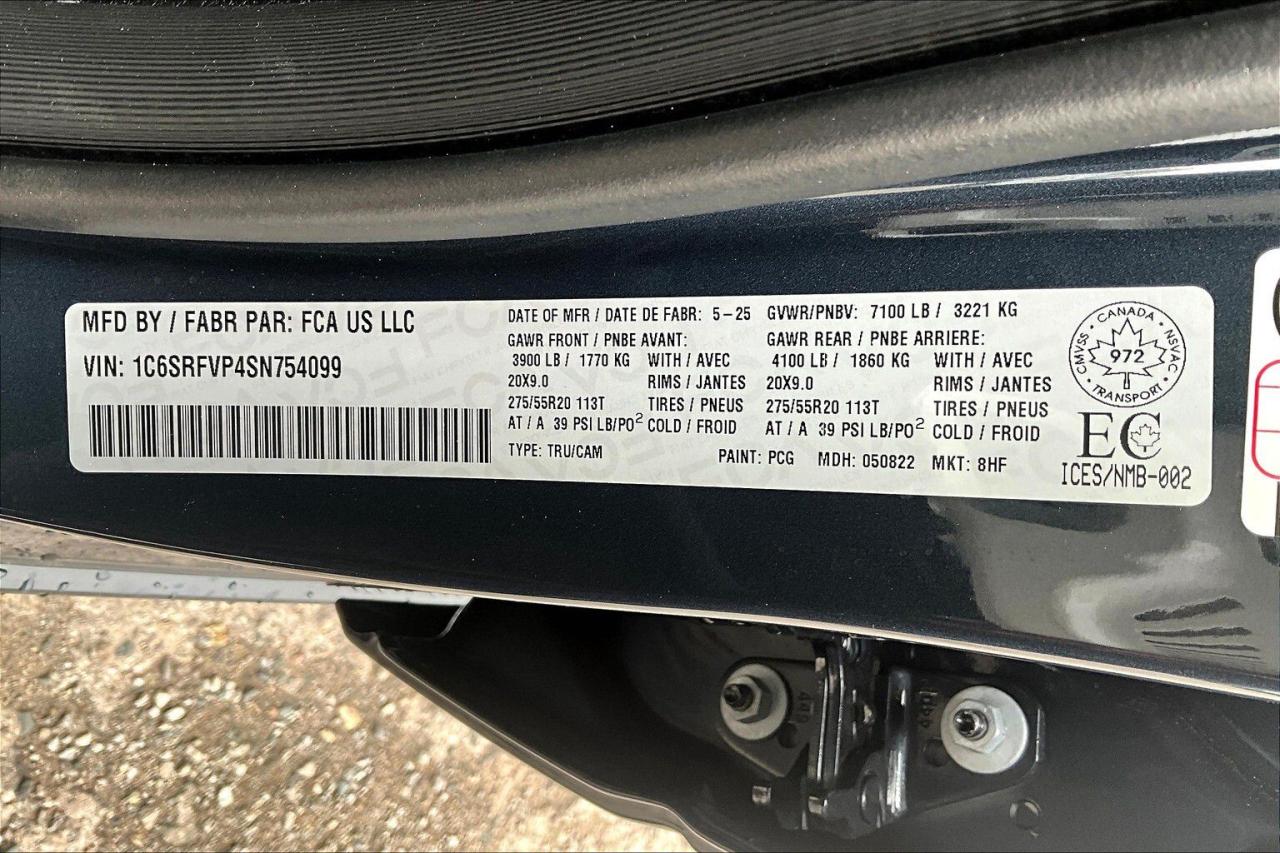 MFD BY / FABR PAR: FCA US LLC
VIN: 1C6SRFVP4SN754099
DATE OF MFR / DATE DE FABR: 5-25 GVWR/PNBV: 7100 LB / 3221 KG
GAWR FRONT / PNBE AVANT: GAWR REAR / PNBE ARRIERE:
3900 LB / 1770 KG WITH / AVEC 4100 LB / 1860 KG WITH / AVEC
20X9.0 RIMS / JANTES 20X9.0 RIMS / JANTES
275/55R20 113T TIRES / PNEUS 275/55R20 113T TIRES / PNEUS
AT / A 39 PSI LB/PO² COLD / FROID AT / A 39 PSI LB/PO² COLD / FROID
TYPE: TRU/CAM PAINT: PCG MDH: 050822 MKT: 8HF
CANADA
CMVSS 972 NSVAC
TRANSPORT
EC
ICES/NMB-002